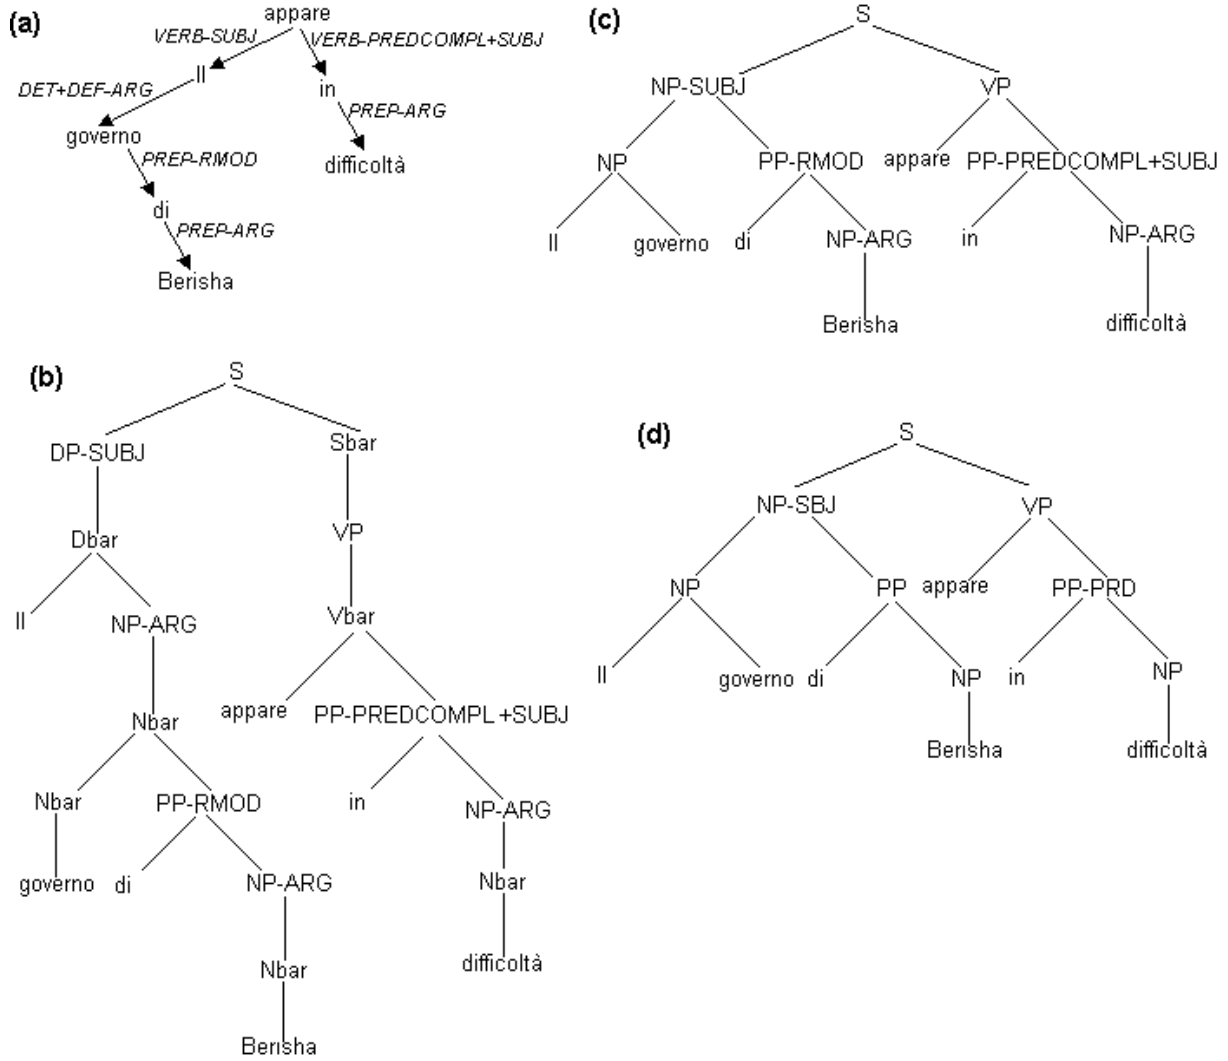 (a)
appare
VERB-SUBJ VERB-PREDCOMPL+SUBJ
Il
in
DET+DEF-ARG
PREP-ARG
governo
PREP-RMOD
difficoltà
di
PREP-ARG
Berisha
(c)
S
NP-SUBJ VP
NP PP-RMOD appare PP-PREDCOMPL+SUBJ
Il governo di NP-ARG in NP-ARG
Berisha difficoltà
(b)
S
DP-SUBJ Sbar
Dbar VP
Il NP-ARG Vbar
Nbar appare PP-PREDCOMPL+SUBJ
Nbar PP-RMOD in NP-ARG
governo di NP-ARG Nbar
Nbar difficoltà
Berisha
(d)
S
NP-SBJ VP
NP PP appare PP-PRD
Il governo di NP in NP
Berisha difficoltà